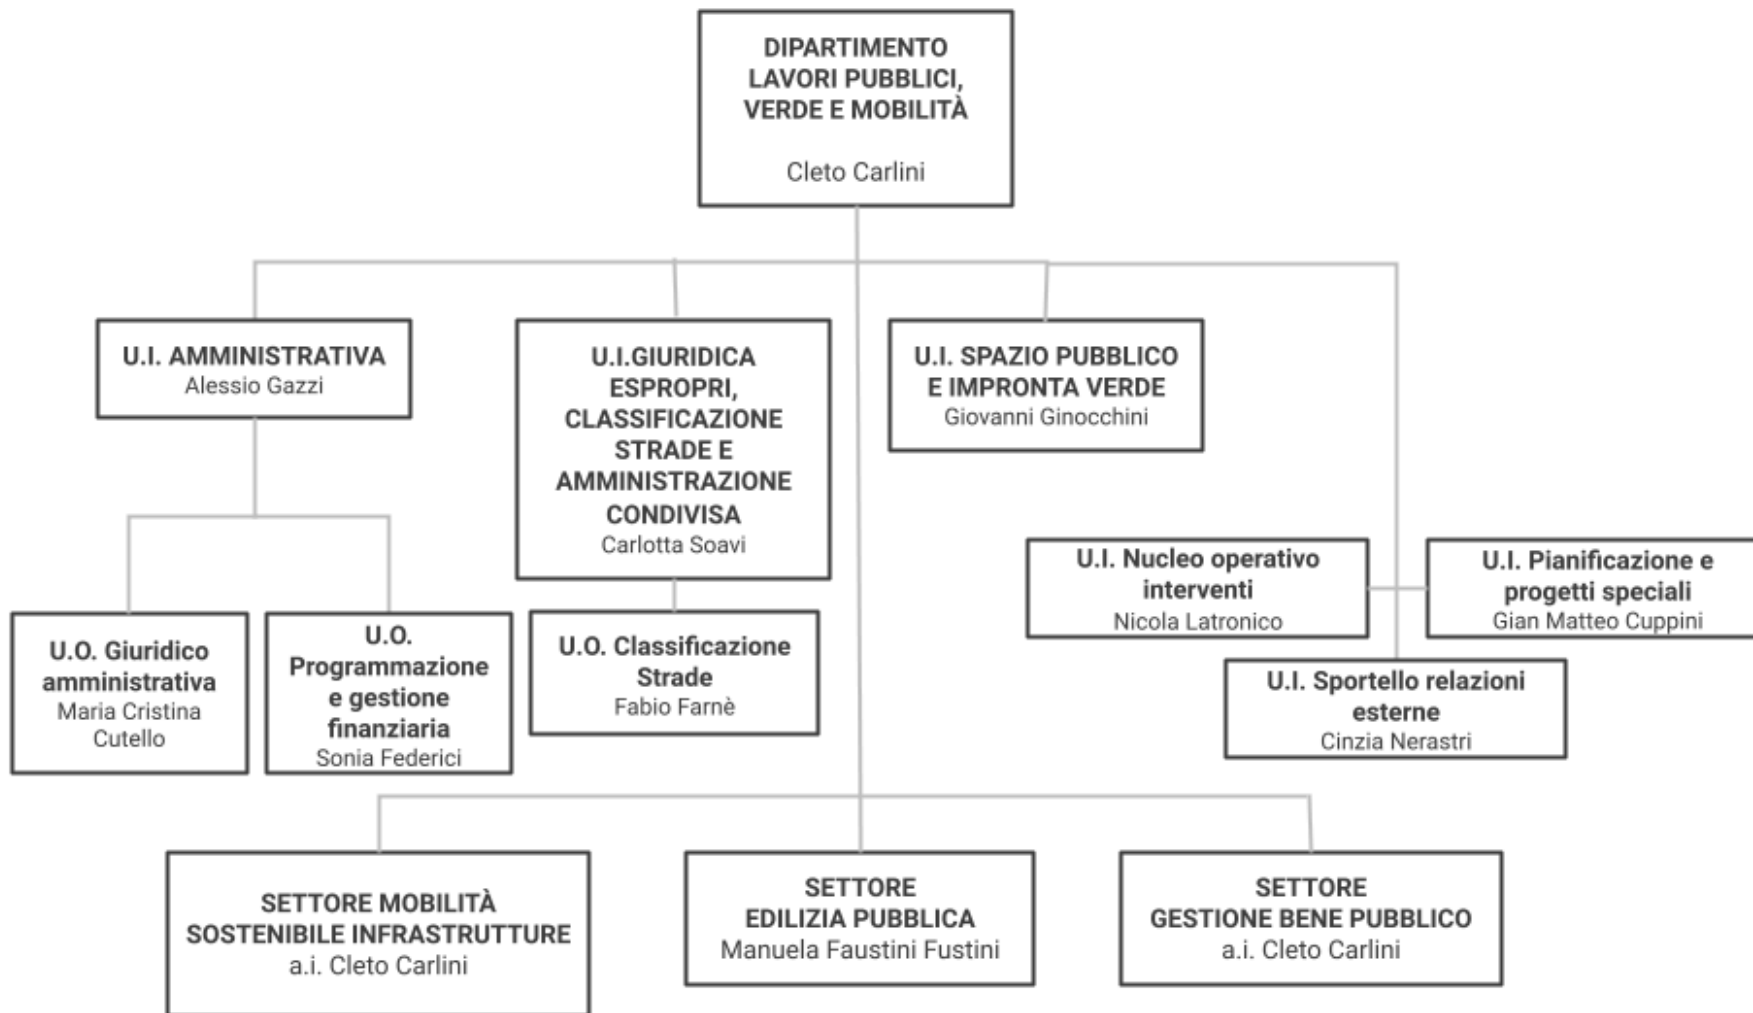 DIPARTIMENTO
LAVORI PUBBLICI,
VERDE E MOBILITÀ
Cleto Carlini
U.I. AMMINISTRATIVA
Alessio Gazzi
U.I.GIURIDICA
ESPROPRI,
CLASSIFICAZIONE
STRADE E
AMMINISTRAZIONE
CONDIVISA
Carlotta Soavi
U.I. SPAZIO PUBBLICO
E IMPRONTA VERDE
Giovanni Ginocchini
U.I. Nucleo operativo
interventi
Nicola Latronico
U.I. Pianificazione e
progetti speciali
Gian Matteo Cuppini
U.O. Giuridico
amministrativa
Maria Cristina
Cutello
U.O.
Programmazione
e gestione
finanziaria
Sonia Federici
U.O. Classificazione
Strade
Fabio Farnè
U.I. Sportello relazioni
esterne
Cinzia Nerastri
SETTORE MOBILITÀ
SOSTENIBILE INFRASTRUTTURE
a.i. Cleto Carlini
SETTORE
EDILIZIA PUBBLICA
Manuela Faustini Fustini
SETTORE
GESTIONE BENE PUBBLICO
a.i. Cleto Carlini